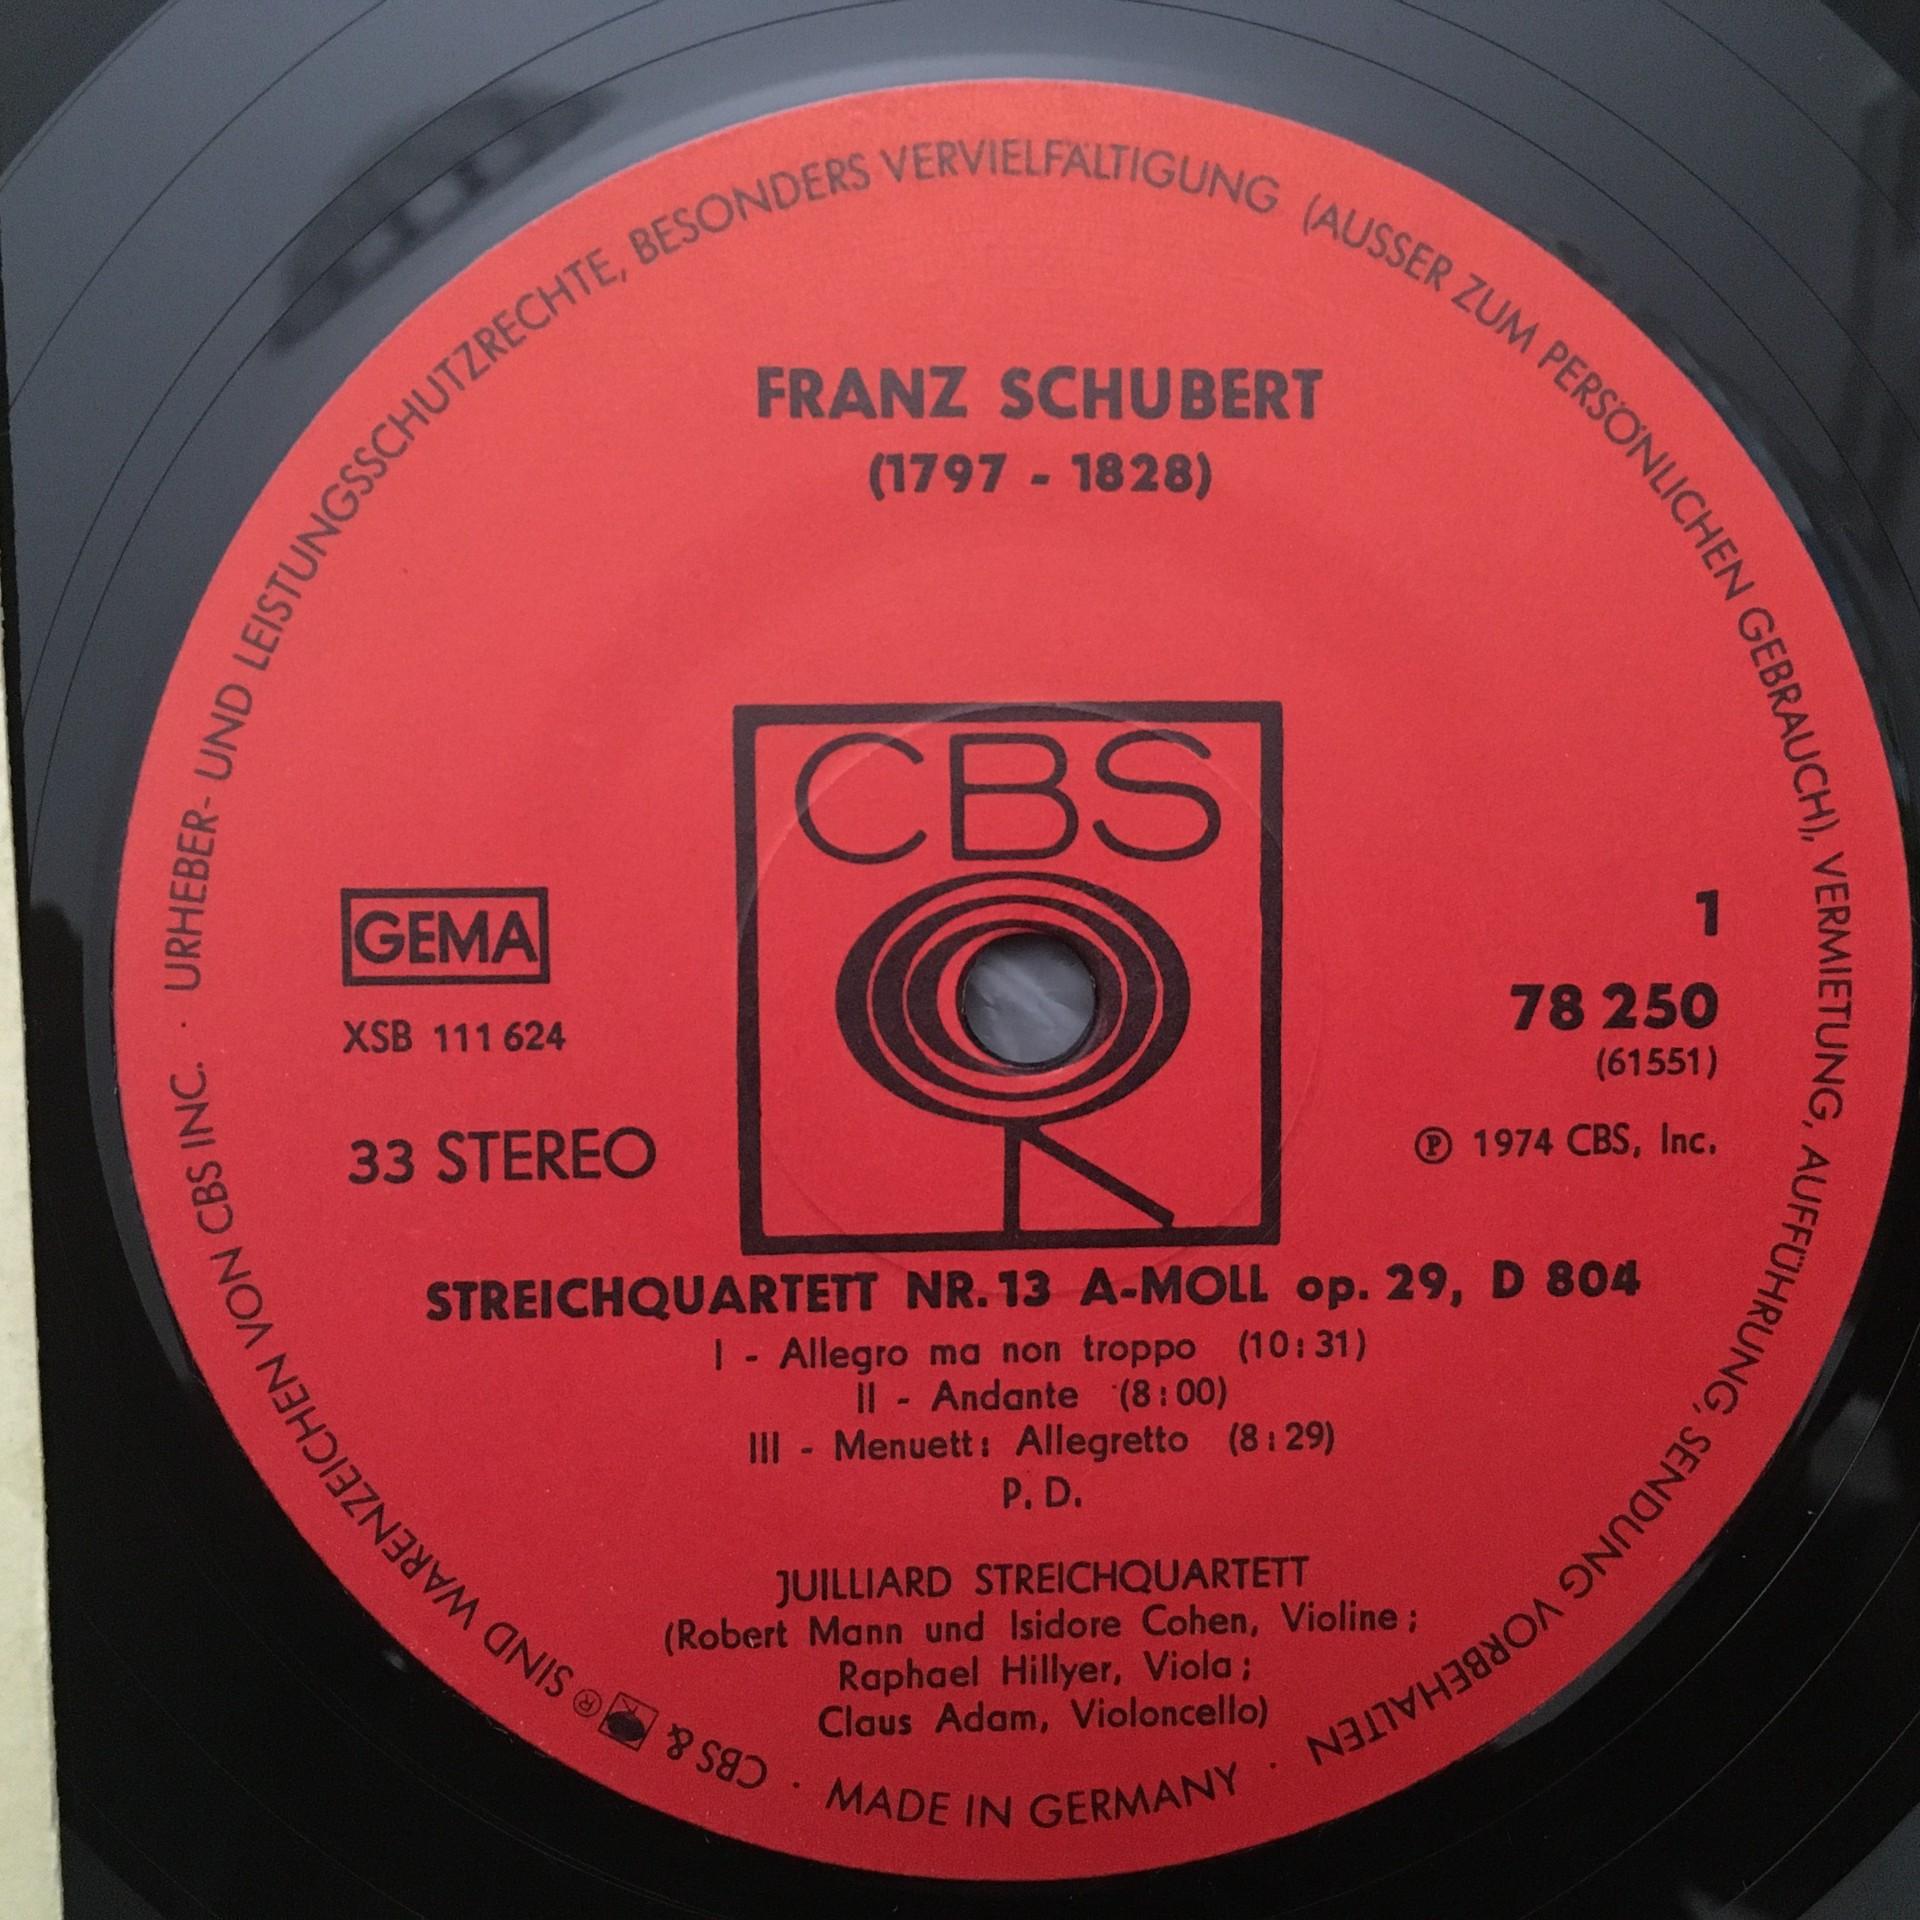 FRANZ SCHUBERT
(1797 - 1828)
CBS
GEMA
XSB 111 624
33 STEREO
1
78 250
(61551)
Ⓟ 1974 CBS, Inc.
STREICHQUARTETT NR. 13 A-MOLL op. 29, D 804
I - Allegro ma non troppo (10:31)
II - Andante (8:00)
III - Menuett: Allegretto (8:29)
P. D.
JUILLIARD STREICHQUARTETT
(Robert Mann und Isidore Cohen, Violine;
Raphael Hillyer, Viola;
Claus Adam, Violoncello)
URHEBER- UND LEISTUNGSSCHUTZRECHTE, BESONDERS VERVIELFÄLTIGUNG (AUSSER ZUM PERSÖNLICHEN GEBRAUCH), VERMIETUNG, AUFFÜHRUNG, SENDUNG VORBEHALTEN · MADE IN GERMANY · CBS & ® SIND WARENZEICHEN VON CBS INC. ·